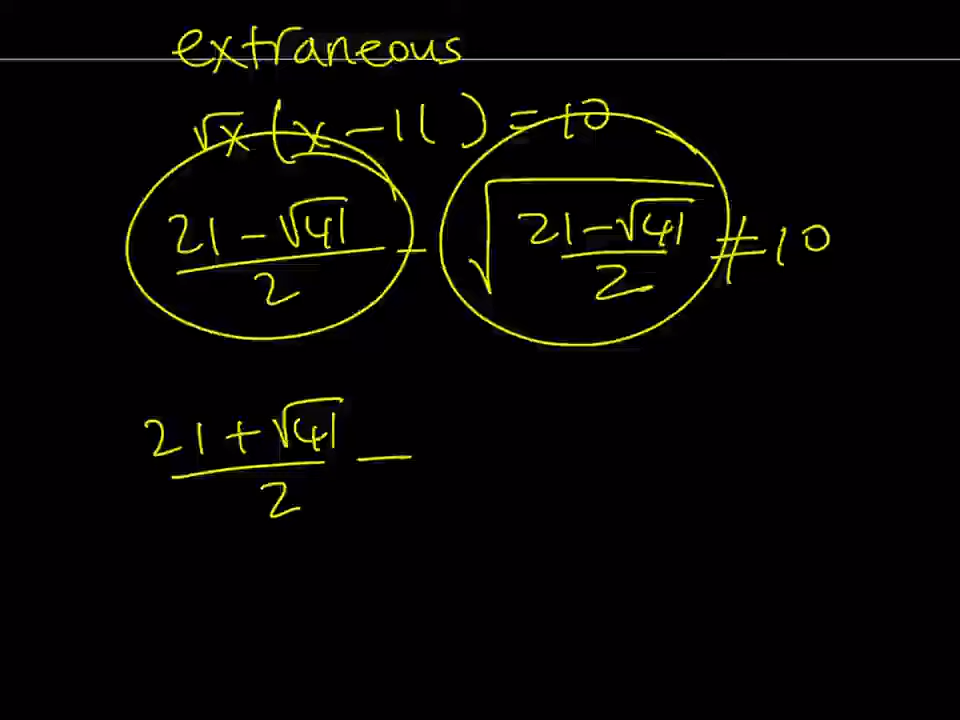 extraneous
√x (x - 11) = 10
(21 - √41)/2 - √((21 - √41)/2) ≠ 10
(21 + √41)/2 -